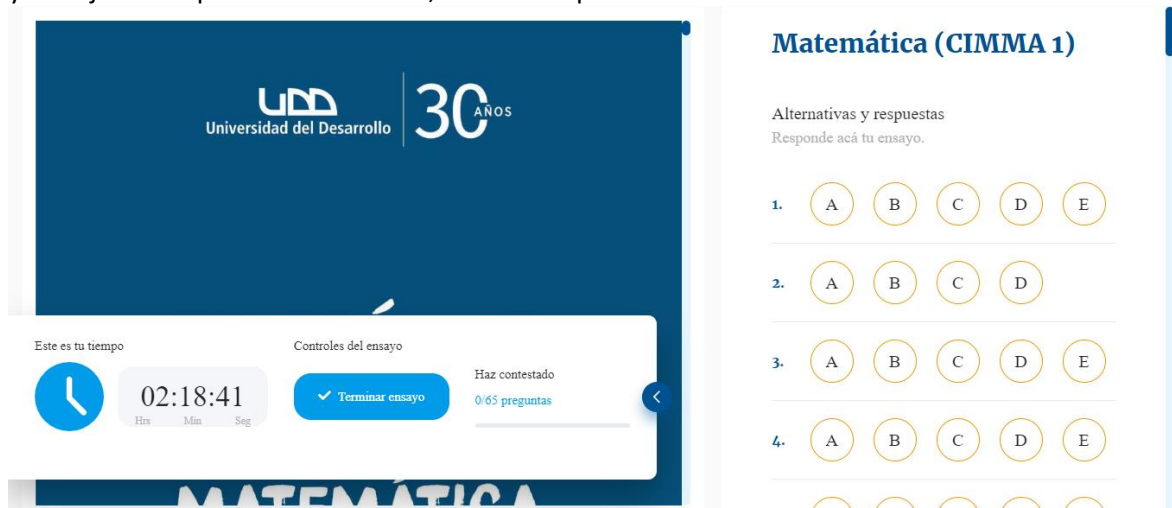 UDD
Universidad del Desarrollo
30 AÑOS
MATEMÁTICA
Este es tu tiempo
02:18:41
Hrs Min Seg
Controles del ensayo
Terminar ensayo
Haz contestado
0/65 preguntas
Matemática (CIMMA 1)
Alternativas y respuestas
Responde acá tu ensayo.
1. A B C D E
2. A B C D
3. A B C D E
4. A B C D E